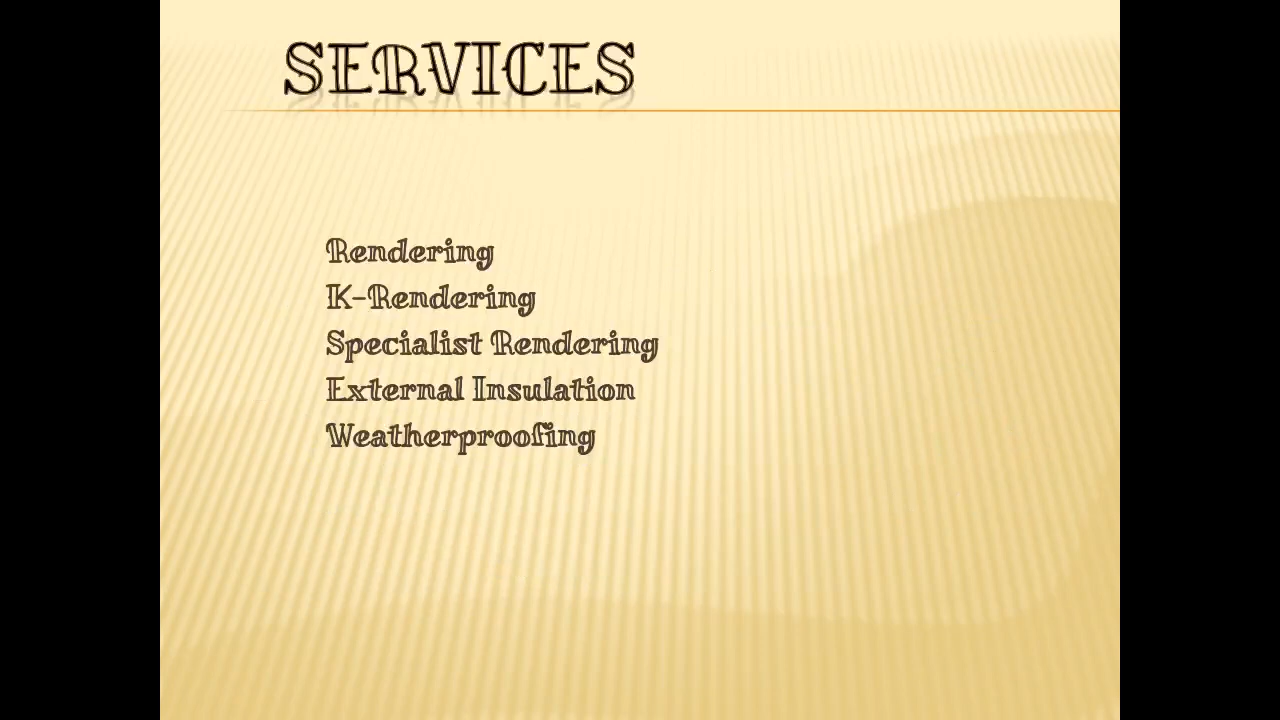 SERVICES
Rendering
K-Rendering
Specialist Rendering
External Insulation
Weatherproofing